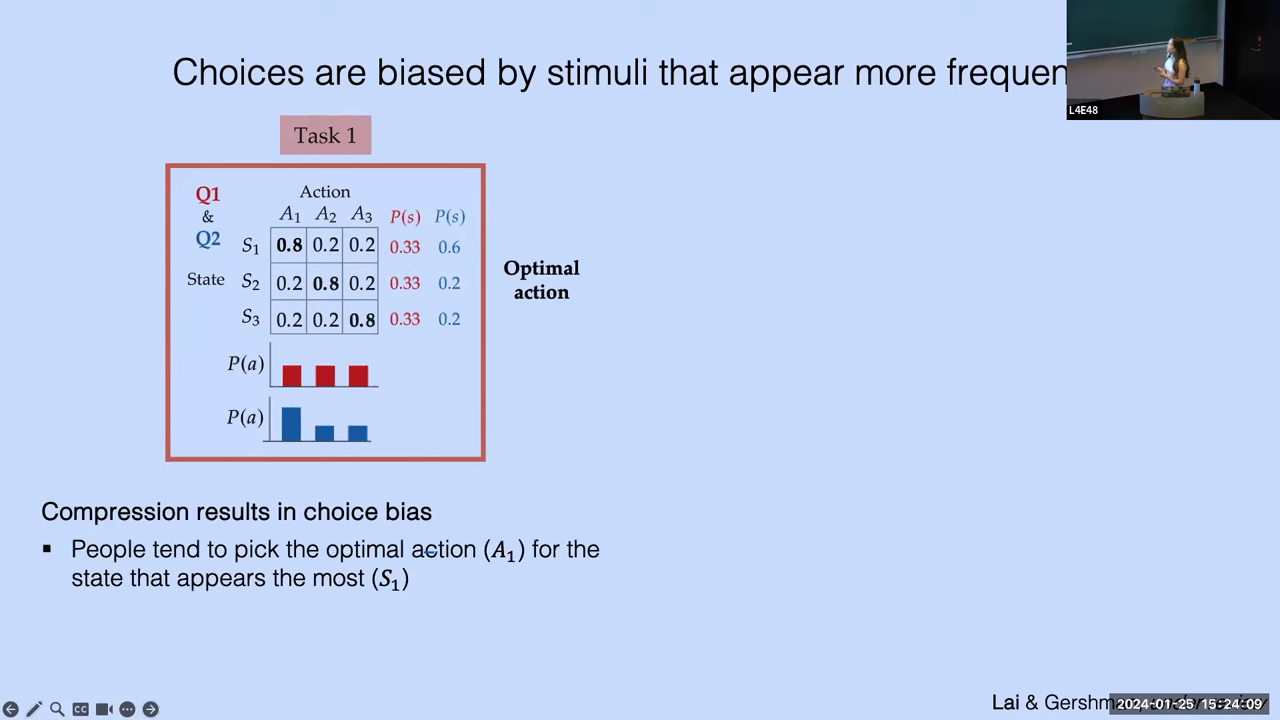 Choices are biased by stimuli that appear more
L4E48
Task 1
Q1
&
Q2
Action
A₁ A₂ A₃ P(s) P(s)
S₁ 0.8 0.2 0.2 0.33 0.6
State S₂ 0.2 0.8 0.2 0.33 0.2
S₃ 0.2 0.2 0.8 0.33 0.2
P(a)
P(a)
Optimal
action
Compression results in choice bias
▪ People tend to pick the optimal action (A₁) for the
state that appears the most (S₁)
Lai &
2024-01-25 15:24:09